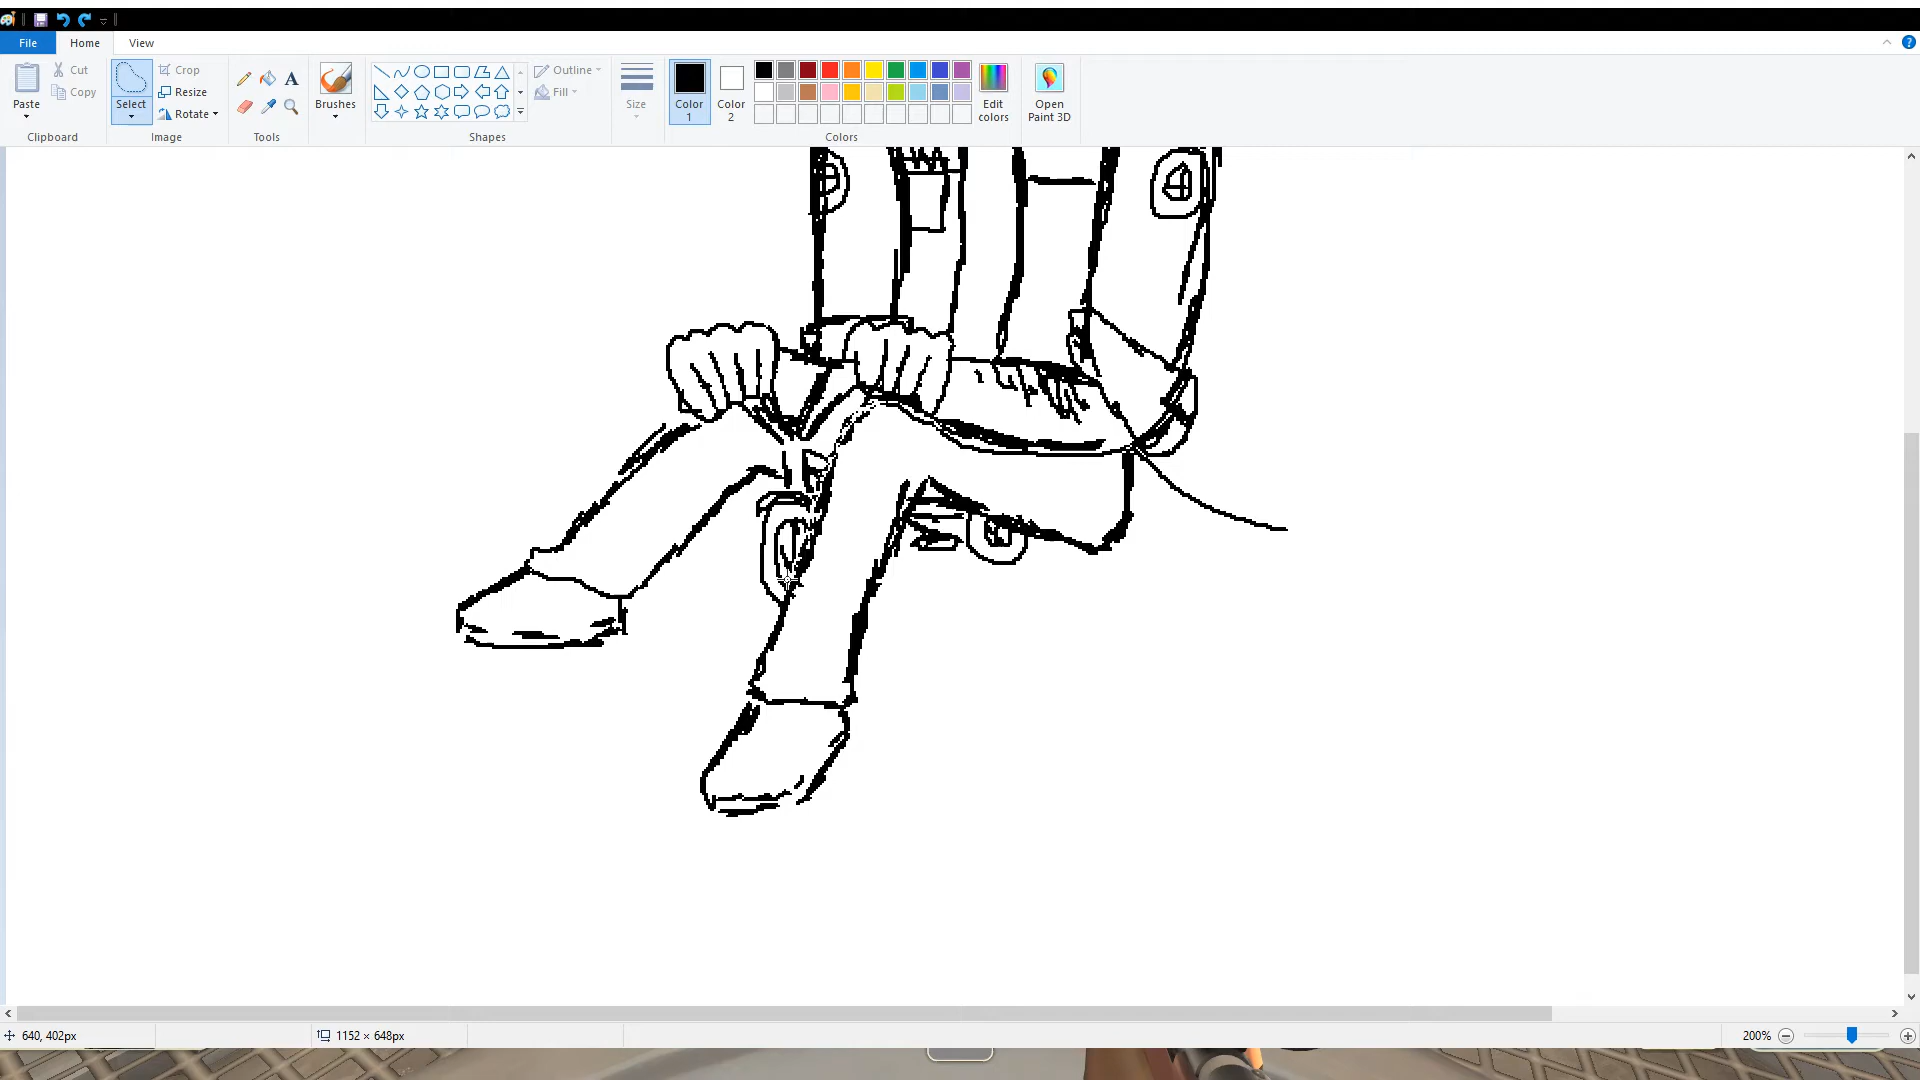 File Home View
Paste
Cut
Copy
Clipboard
Select
Crop
Resize
Rotate
Image
A
Tools
Brushes
Shapes
Outline
Fill
Size
Color 1
Color 2
Colors
Edit colors
Open Paint 3D
640, 402px
1152 × 648px
200%